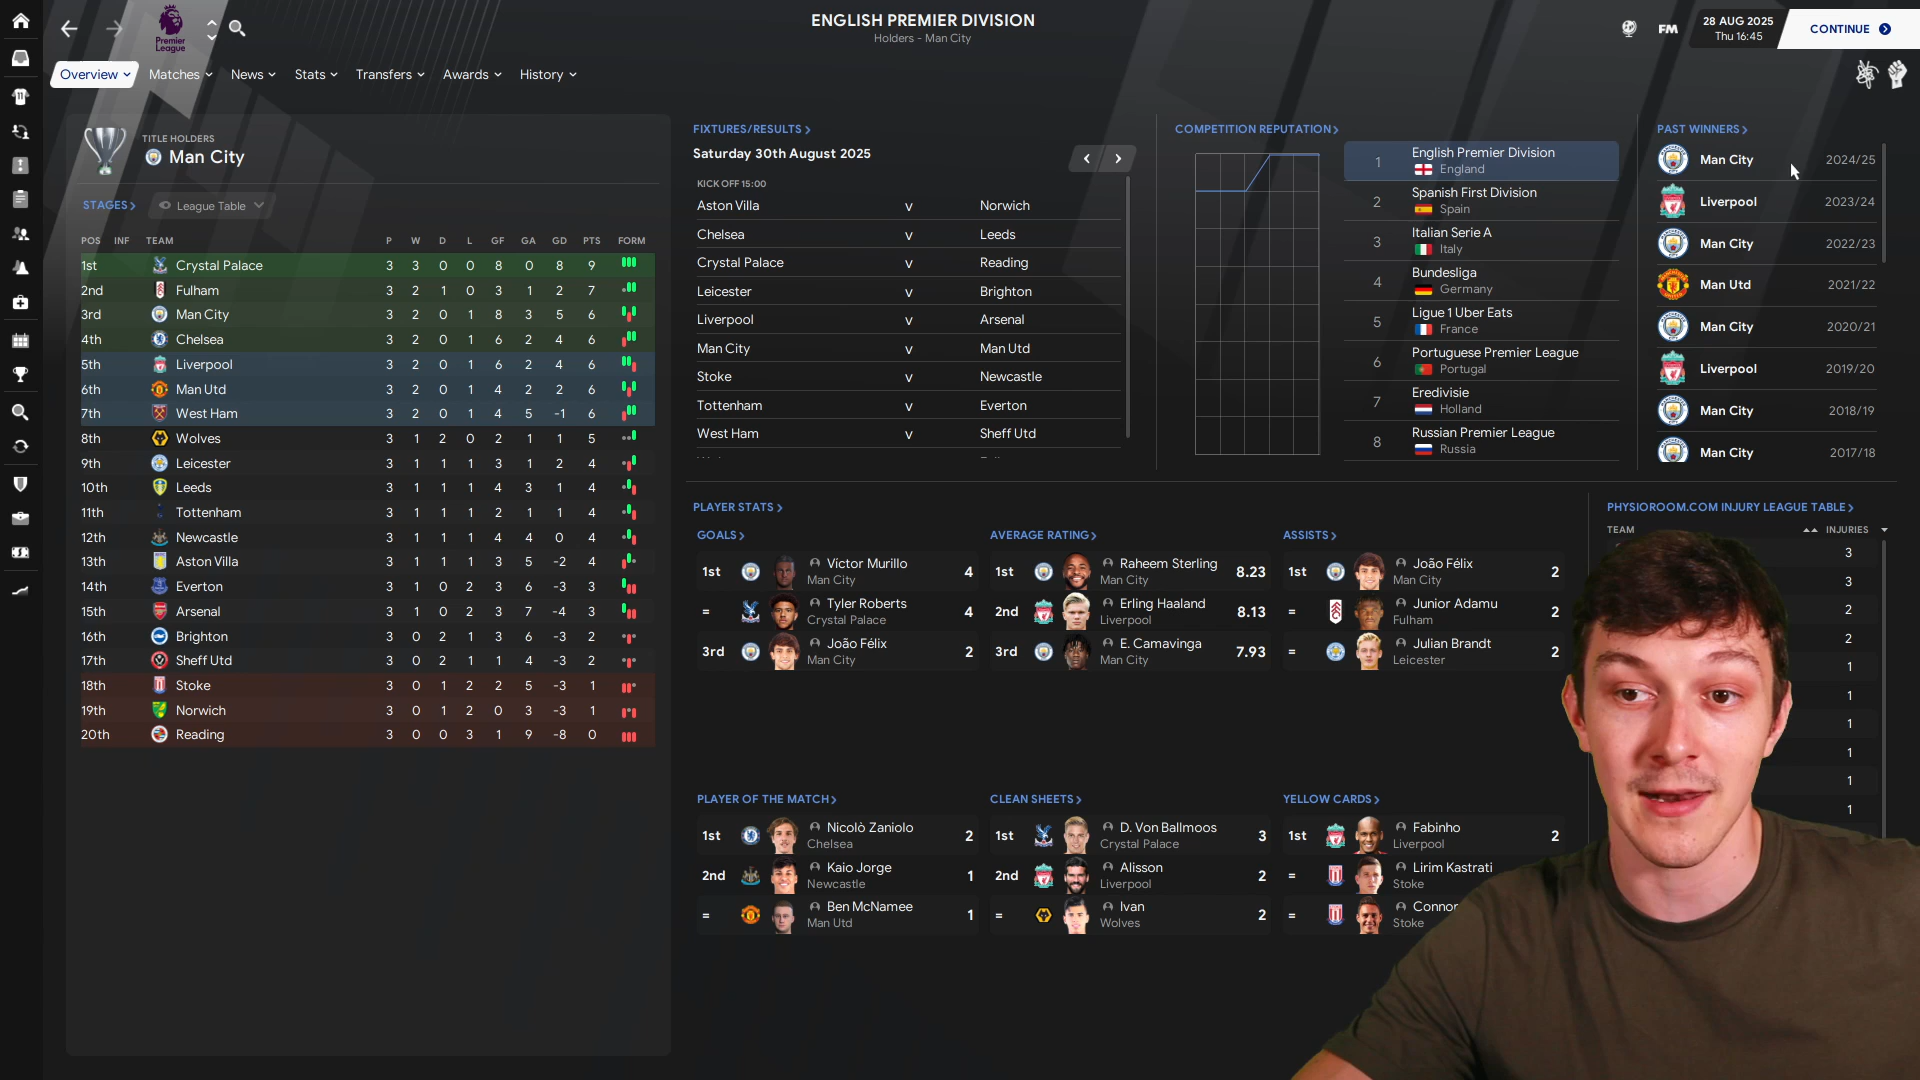 Premier
League
ENGLISH PREMIER DIVISION
Holders - Man City
FM
28 AUG 2025
Thu 16:45
CONTINUE
Overview Matches News Stats Transfers Awards History
TITLE HOLDERS
Man City
STAGES League Table
POS INF TEAM P W D L GF GA GD PTS FORM
1st Crystal Palace 3 3 0 0 8 0 8 9
2nd Fulham 3 2 1 0 3 1 2 7
3rd Man City 3 2 0 1 8 3 5 6
4th Chelsea 3 2 0 1 6 2 4 6
5th Liverpool 3 2 0 1 6 2 4 6
6th Man Utd 3 2 0 1 4 2 2 6
7th West Ham 3 2 0 1 4 5 -1 6
8th Wolves 3 1 2 0 2 1 1 5
9th Leicester 3 1 1 1 3 1 2 4
10th Leeds 3 1 1 1 4 3 1 4
11th Tottenham 3 1 1 1 2 1 1 4
12th Newcastle 3 1 1 1 4 4 0 4
13th Aston Villa 3 1 1 1 3 5 -2 4
14th Everton 3 1 0 2 3 6 -3 3
15th Arsenal 3 1 0 2 3 7 -4 3
16th Brighton 3 0 2 1 3 6 -3 2
17th Sheff Utd 3 0 2 1 1 4 -3 2
18th Stoke 3 0 1 2 2 5 -3 1
19th Norwich 3 0 1 2 0 3 -3 1
20th Reading 3 0 0 3 1 9 -8 0
FIXTURES/RESULTS
Saturday 30th August 2025
KICK OFF 15:00
Aston Villa v Norwich
Chelsea v Leeds
Crystal Palace v Reading
Leicester v Brighton
Liverpool v Arsenal
Man City v Man Utd
Stoke v Newcastle
Tottenham v Everton
West Ham v Sheff Utd
COMPETITION REPUTATION
1 English Premier Division
England
2 Spanish First Division
Spain
3 Italian Serie A
Italy
4 Bundesliga
Germany
5 Ligue 1 Uber Eats
France
6 Portuguese Premier League
Portugal
7 Eredivisie
Holland
8 Russian Premier League
Russia
PAST WINNERS
Man City 2024/25
Liverpool 2023/24
Man City 2022/23
Man Utd 2021/22
Man City 2020/21
Liverpool 2019/20
Man City 2018/19
Man City 2017/18
PLAYER STATS
GOALS
1st Víctor Murillo 4
Man City
= Tyler Roberts 4
Crystal Palace
3rd João Félix 2
Man City
AVERAGE RATING
1st Raheem Sterling 8.23
Man City
2nd Erling Haaland 8.13
Liverpool
3rd E. Camavinga 7.93
Man City
ASSISTS
1st João Félix 2
Man City
= Junior Adamu 2
Fulham
= Julian Brandt 2
Leicester
PLAYER OF THE MATCH
1st Nicolò Zaniolo 2
Chelsea
2nd Kaio Jorge 1
Newcastle
= Ben McNamee 1
Man Utd
CLEAN SHEETS
1st D. Von Ballmoos 3
Crystal Palace
2nd Alisson 2
Liverpool
= Ivan 2
Wolves
YELLOW CARDS
1st Fabinho 2
Liverpool
= Lirim Kastrati
Stoke
= Connor
Stoke
PHYSIOROOM.COM INJURY LEAGUE TABLE
TEAM INJURIES
3
3
2
2
1
1
1
1
1
1